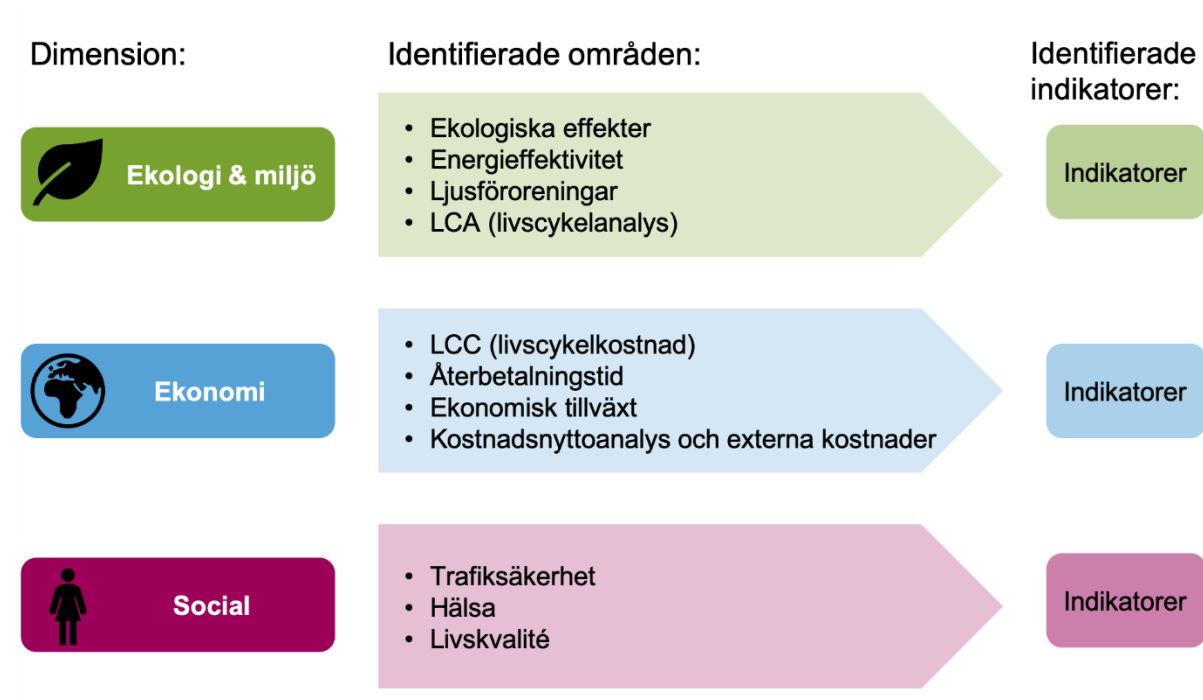 Dimension:
Identifierade områden:
Identifierade
indikatorer:
Ekologi & miljö
• Ekologiska effekter
• Energieffektivitet
• Ljusföroreningar
• LCA (livscykelanalys)
Indikatorer
Ekonomi
• LCC (livscykelkostnad)
• Återbetalningstid
• Ekonomisk tillväxt
• Kostnadsnyttoanalys och externa kostnader
Indikatorer
Social
• Trafiksäkerhet
• Hälsa
• Livskvalité
Indikatorer